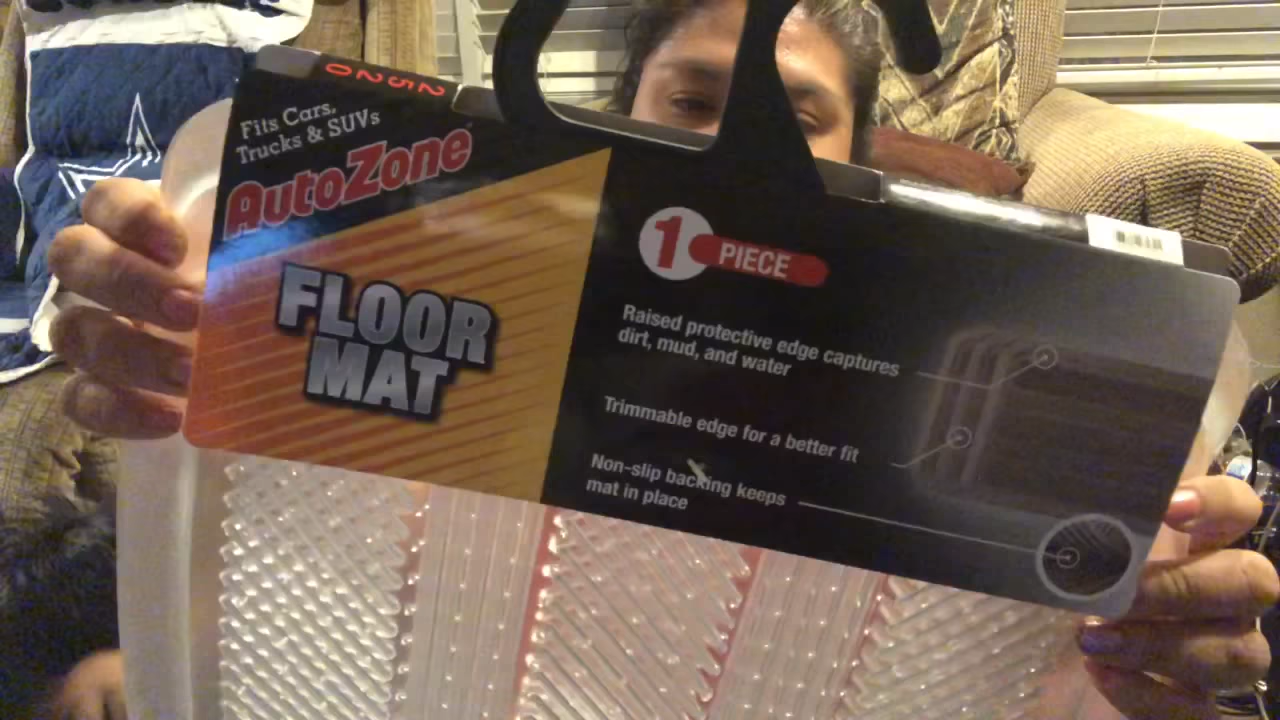 0252
Fits Cars,
Trucks & SUVs
AutoZone
FLOOR
MAT
1 PIECE
Raised protective edge captures
dirt, mud, and water
Trimmable edge for a better fit
Non-slip backing keeps
mat in place